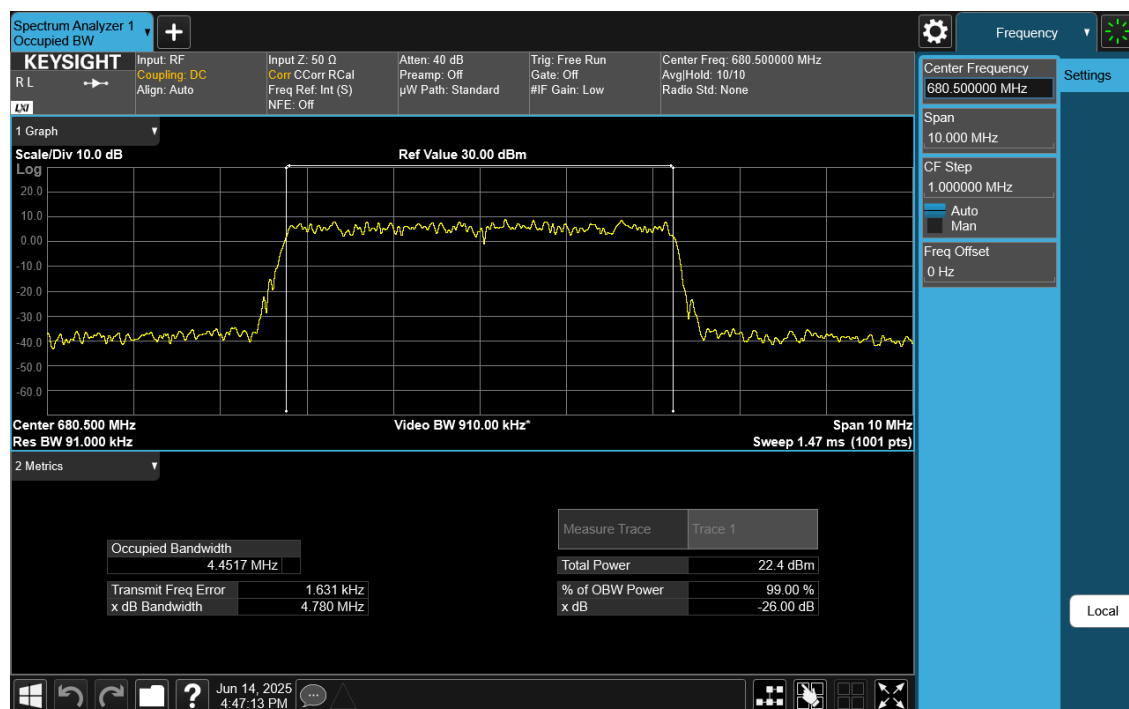 Spectrum Analyzer 1
Occupied BW
+
Frequency
KEYSIGHT
R L
LXI
Input: RF
Coupling: DC
Align: Auto
Input Z: 50 Ω
Corr CCorr RCal
Freq Ref: Int (S)
NFE: Off
Atten: 40 dB
Preamp: Off
µW Path: Standard
Trig: Free Run
Gate: Off
#IF Gain: Low
Center Freq: 680.500000 MHz
Avg|Hold: 10/10
Radio Std: None
Center Frequency
680.500000 MHz
Settings
Span
10.000 MHz
CF Step
1.000000 MHz
Auto
Man
Freq Offset
0 Hz
Local
1 Graph
Scale/Div 10.0 dB
Ref Value 30.00 dBm
Log
20.0
10.0
0.00
-10.0
-20.0
-30.0
-40.0
-50.0
-60.0
Center 680.500 MHz
Video BW 910.00 kHz*
Span 10 MHz
Res BW 91.000 kHz
Sweep 1.47 ms (1001 pts)
2 Metrics
Measure Trace Trace 1
Occupied Bandwidth
4.4517 MHz
Total Power 22.4 dBm
Transmit Freq Error 1.631 kHz
% of OBW Power 99.00 %
x dB Bandwidth 4.780 MHz
x dB -26.00 dB
?
Jun 14, 2025
4:47:13 PM